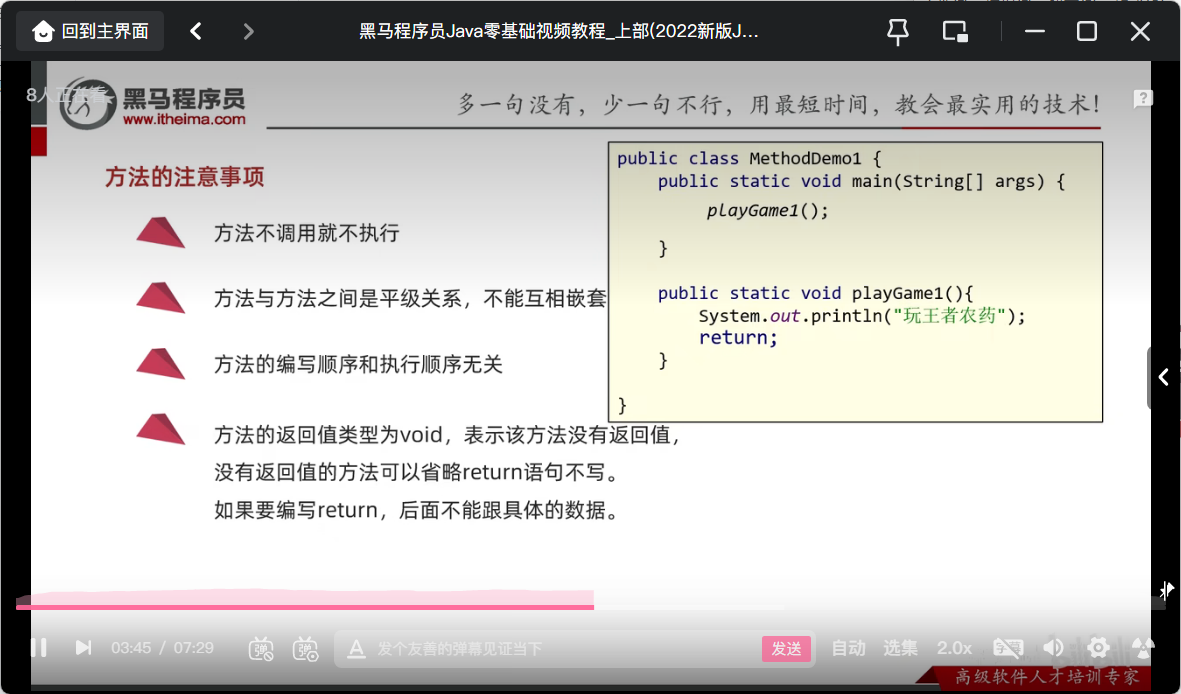 回到主界面
黑马程序员Java零基础视频教程_上部(2022新版J...
8人正在看
黑马程序员
www.itheima.com
多一句没有，少一句不行，用最短时间，教会最实用的技术！
方法的注意事项
方法不调用就不执行
方法与方法之间是平级关系，不能互相嵌套
方法的编写顺序和执行顺序无关
方法的返回值类型为void，表示该方法没有返回值，
没有返回值的方法可以省略return语句不写。
如果要编写return，后面不能跟具体的数据。
public class MethodDemo1 {
public static void main(String[] args) {
playGame1();
}
public static void playGame1(){
System.out.println("玩王者农药");
return;
}
}
03:45 / 07:29
弹
弹
发个友善的弹幕见证当下
发送
自动
选集
2.0x
字幕
bilibili
高级软件人才培训专家